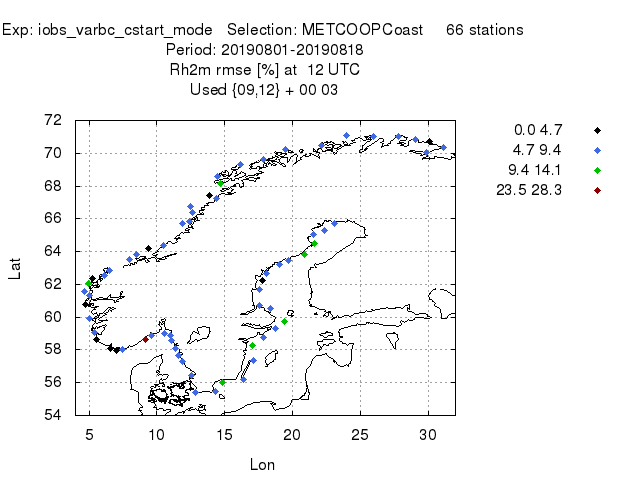 Exp: iobs_varbc_cstart_mode Selection: METCOOPCoast 66 stations
Period: 20190801-20190818
Rh2m rmse [%] at 12 UTC
Used {09,12} + 00 03
72
70
68
66
64
62
60
58
56
54
Lat
5 10 15 20 25 30
Lon
0.0 4.7
4.7 9.4
9.4 14.1
23.5 28.3